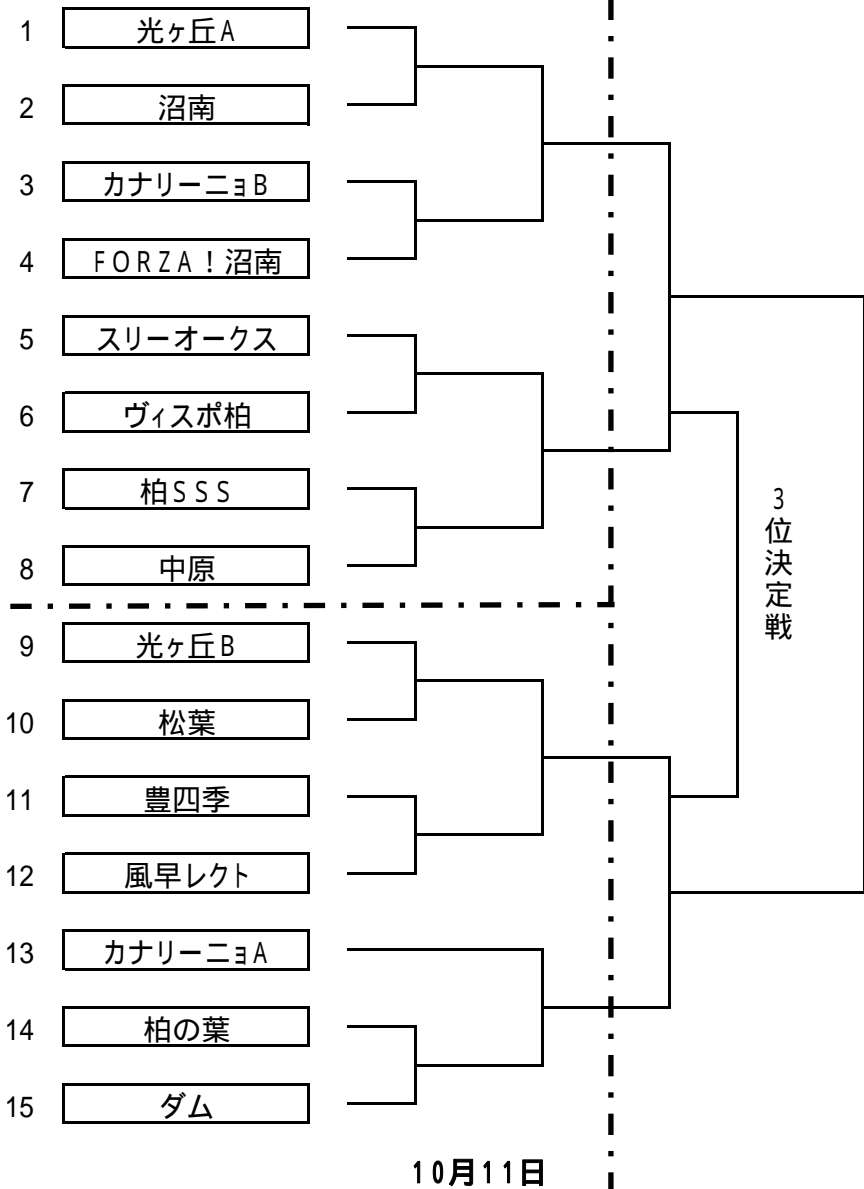 1 光ヶ丘A
2 沼南
3 カナリーニョB
4 FORZA！沼南
5 スリーオークス
6 ヴィスポ柏
7 柏SSS
8 中原
3位決定戦
9 光ヶ丘B
10 松葉
11 豊四季
12 風早レクト
13 カナリーニョA
14 柏の葉
15 ダム
10月11日